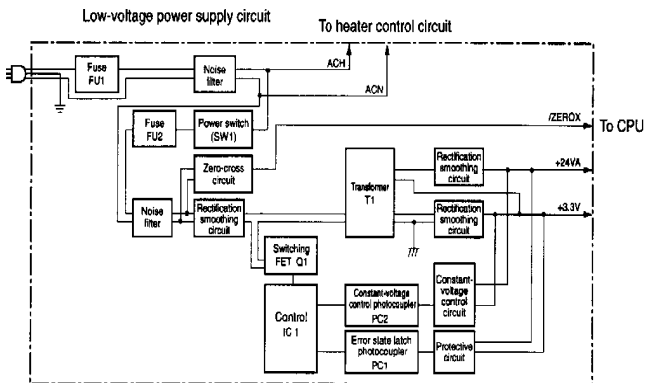 Low-voltage power supply circuit
To heater control circuit
Fuse
FU1
Noise
filter
ACH
ACN
Fuse
FU2
Power switch
(SW1)
/ZEROX
To CPU
Zero-cross
circuit
Transformer
T1
Rectification
smoothing
circuit
+24VA
Noise
filter
Rectification
smoothing
circuit
Rectification
smoothing
circuit
+3.3V
Switching
FET Q1
Control
IC 1
Constant-voltage
control photocoupler
PC2
Constant-
voltage
control
circuit
Error slate latch
photocoupler
PC1
Protective
circuit